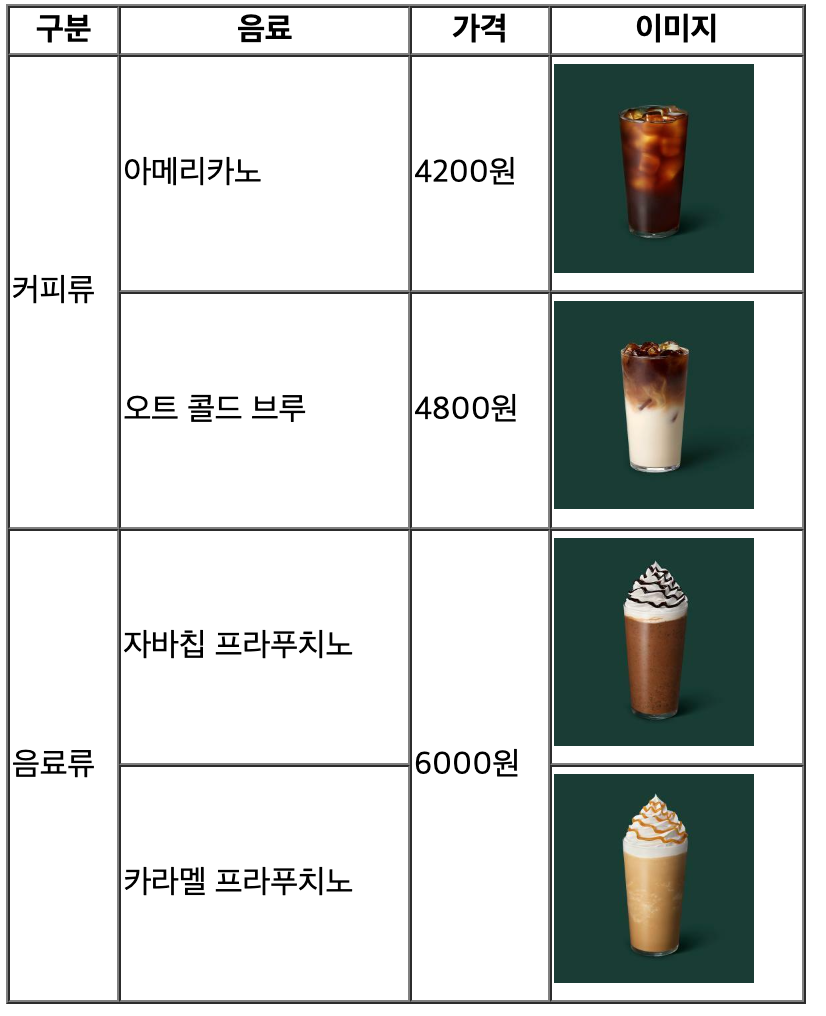 구분 음료 가격 이미지
아메리카노 4200원
커피류
오트 콜드 브루 4800원
자바칩 프라푸치노
음료류 6000원
카라멜 프라푸치노